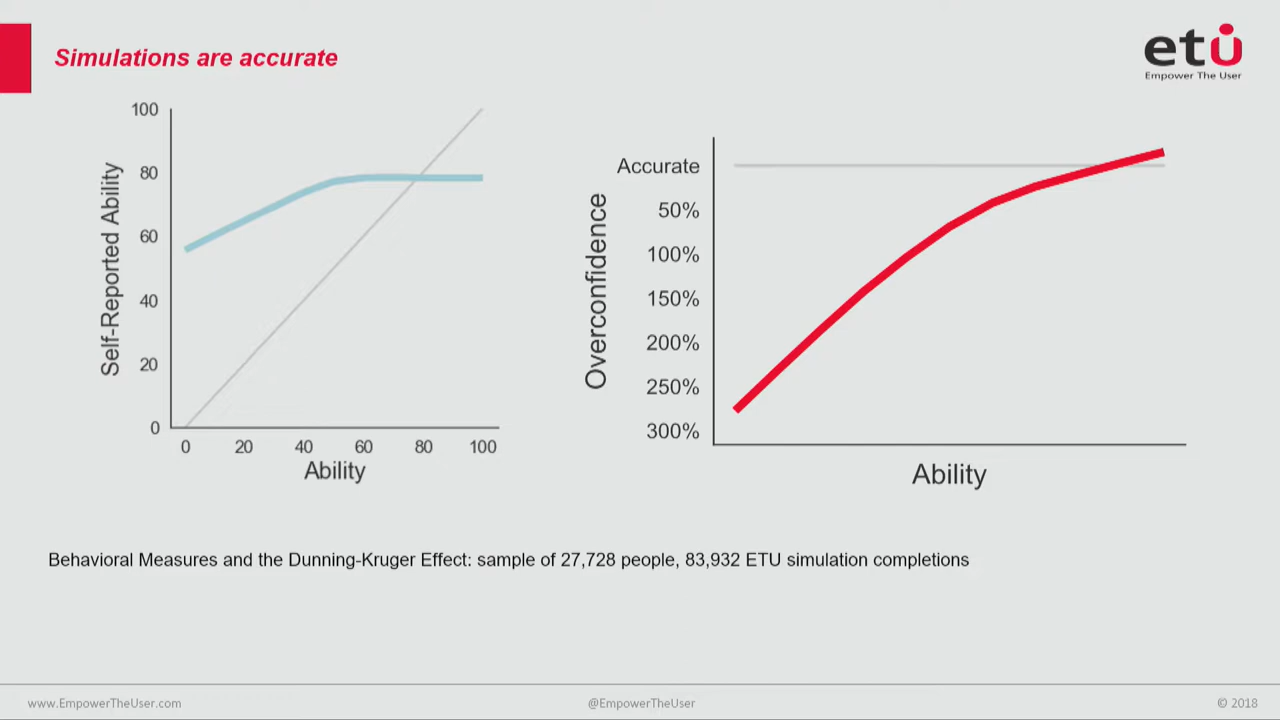 Simulations are accurate
etu
Empower The User
100
80
60
40
20
0
Self-Reported Ability
0 20 40 60 80 100
Ability
Accurate
50%
100%
150%
200%
250%
300%
Overconfidence
Ability
Behavioral Measures and the Dunning-Kruger Effect: sample of 27,728 people, 83,932 ETU simulation completions
www.EmpowerTheUser.com
@EmpowerTheUser
© 2018